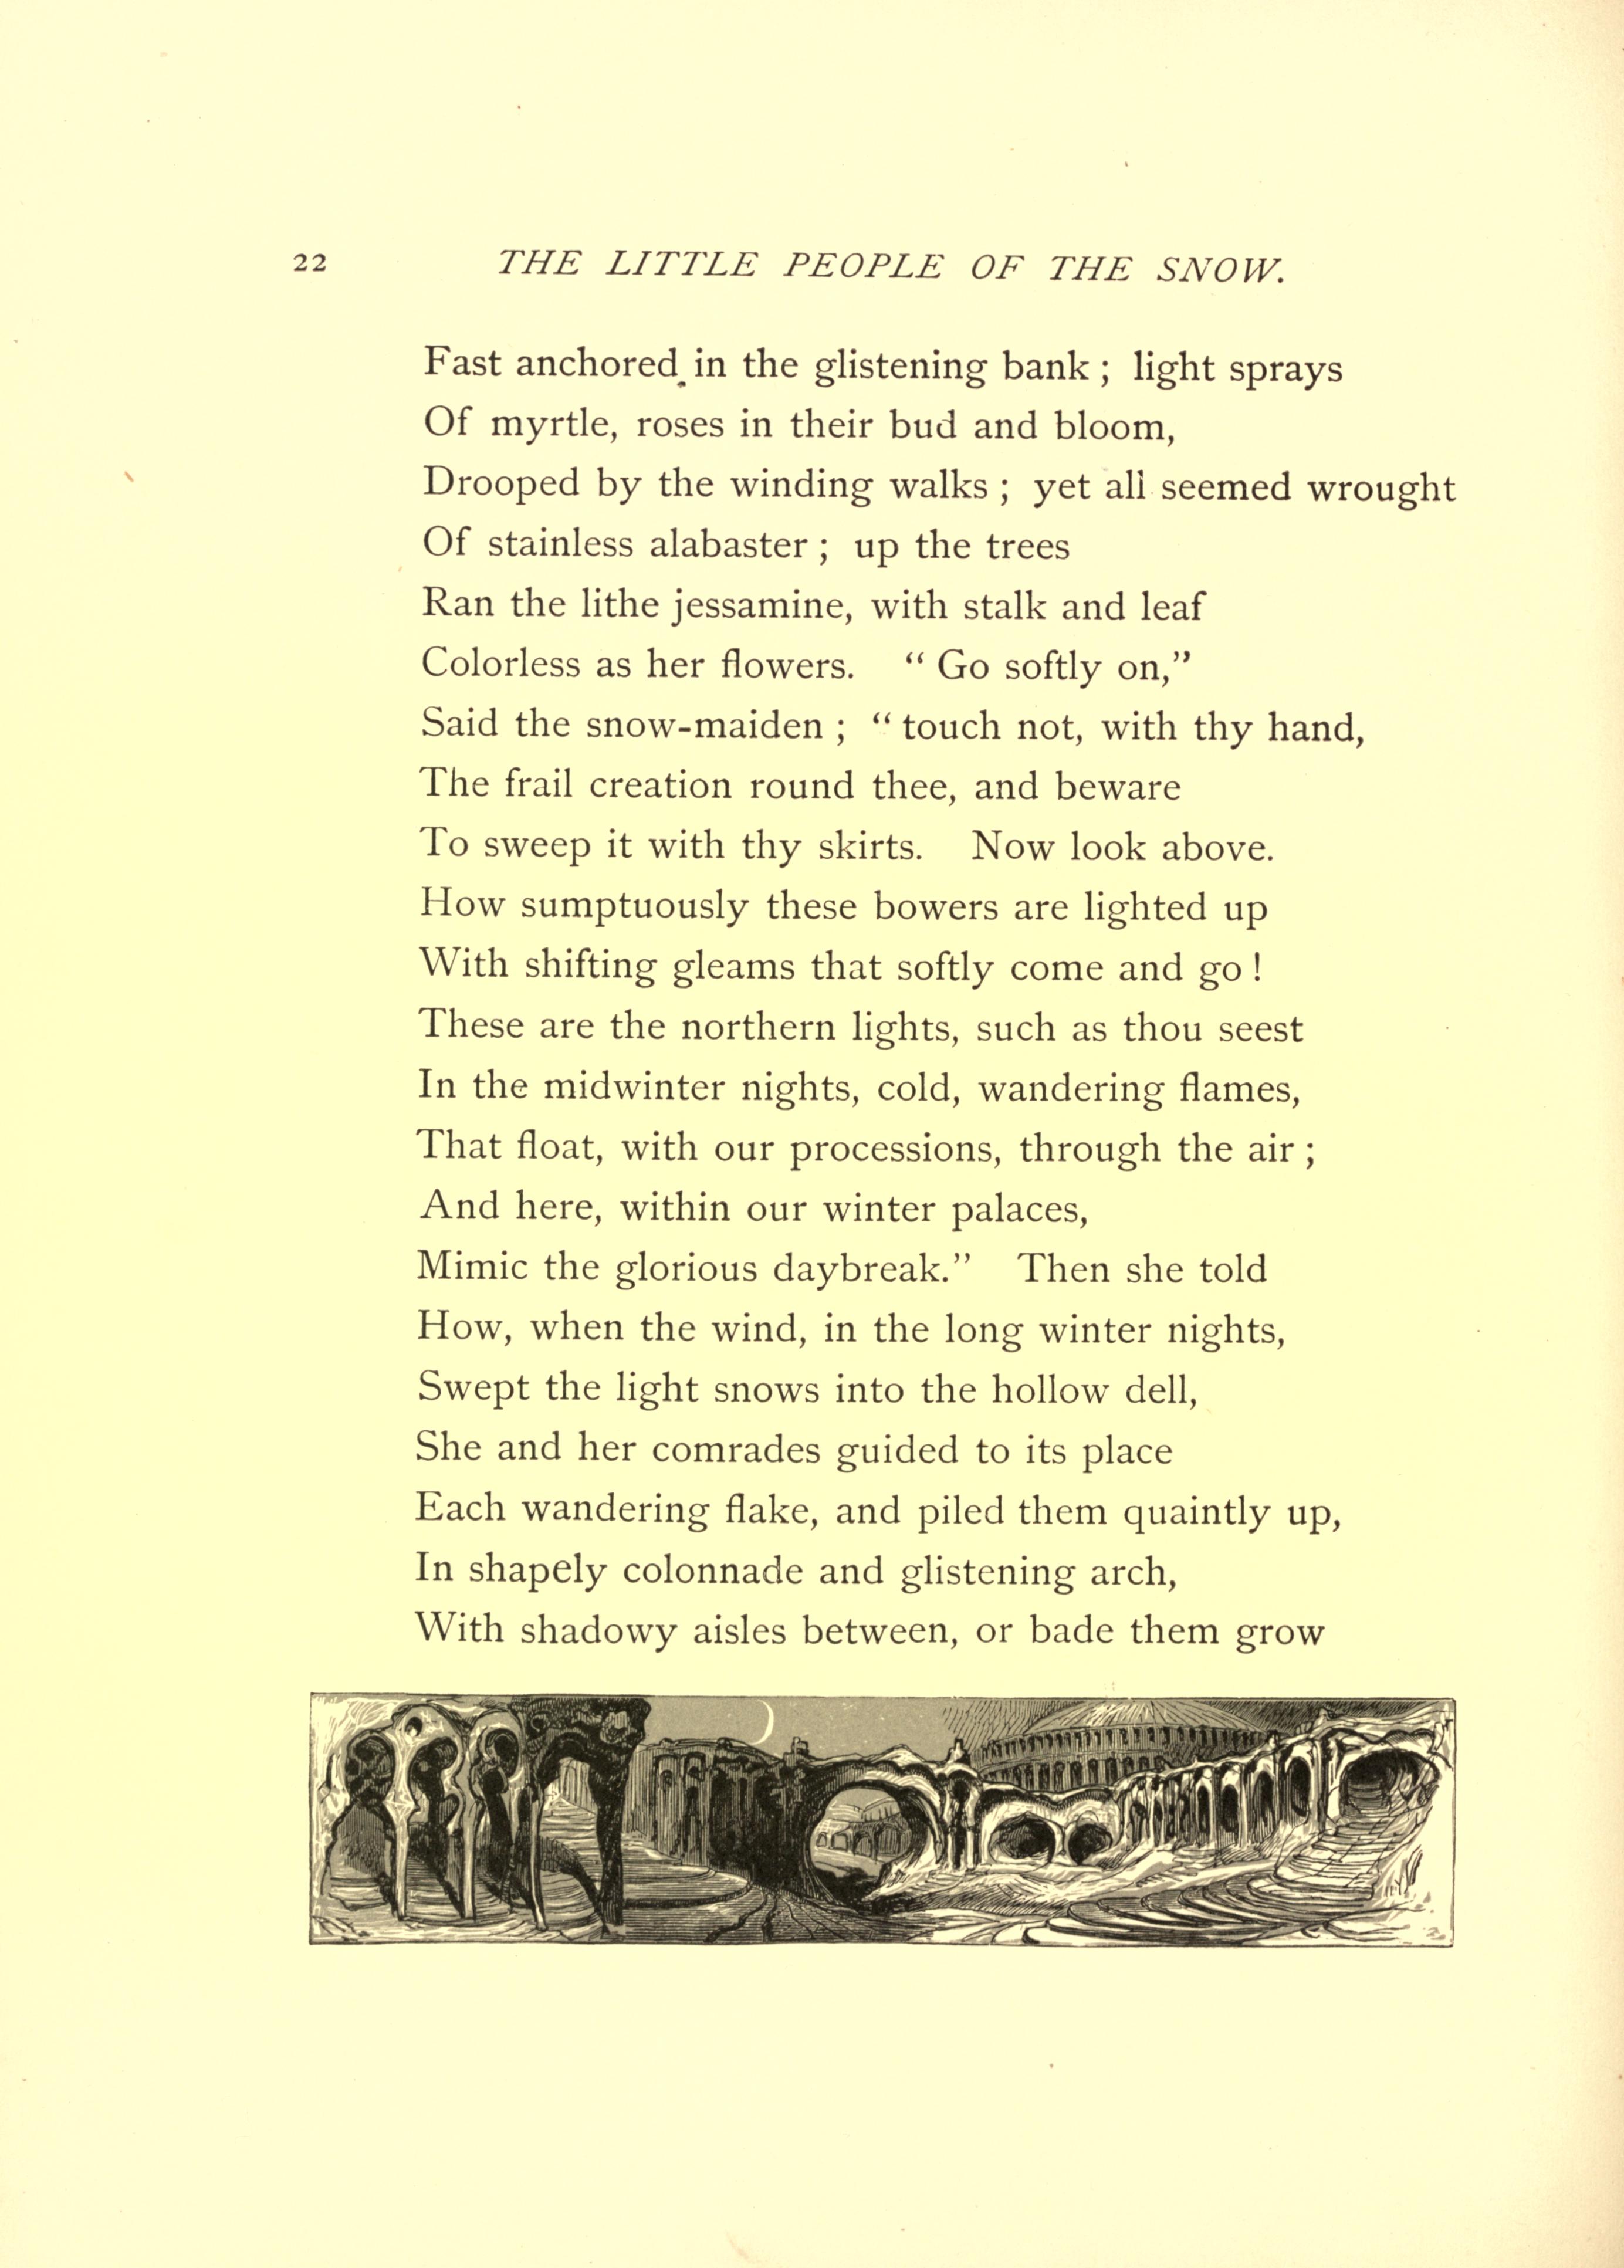 22 THE LITTLE PEOPLE OF THE SNOW.
Fast anchored in the glistening bank ; light sprays
Of myrtle, roses in their bud and bloom,
Drooped by the winding walks ; yet all seemed wrought
Of stainless alabaster ; up the trees
Ran the lithe jessamine, with stalk and leaf
Colorless as her flowers. “ Go softly on,”
Said the snow-maiden ; “ touch not, with thy hand,
The frail creation round thee, and beware
To sweep it with thy skirts. Now look above.
How sumptuously these bowers are lighted up
With shifting gleams that softly come and go !
These are the northern lights, such as thou seest
In the midwinter nights, cold, wandering flames,
That float, with our processions, through the air ;
And here, within our winter palaces,
Mimic the glorious daybreak.” Then she told
How, when the wind, in the long winter nights,
Swept the light snows into the hollow dell,
She and her comrades guided to its place
Each wandering flake, and piled them quaintly up,
In shapely colonnade and glistening arch,
With shadowy aisles between, or bade them grow